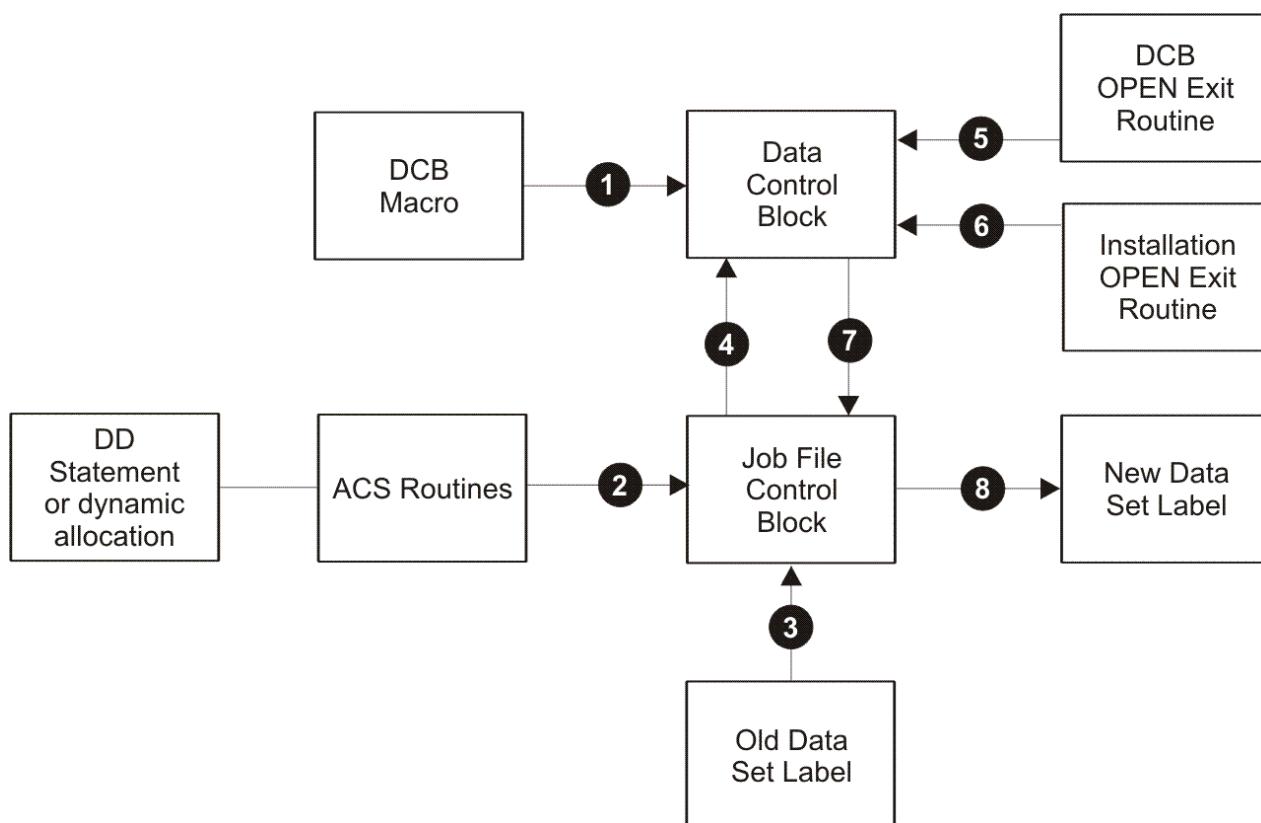 DCB
OPEN Exit
Routine
DCB
Macro
1
Data
Control
Block
5
6
Installation
OPEN Exit
Routine
4
7
DD
Statement
or dynamic
allocation
ACS Routines
2
Job File
Control
Block
8
New Data
Set Label
3
Old Data
Set Label